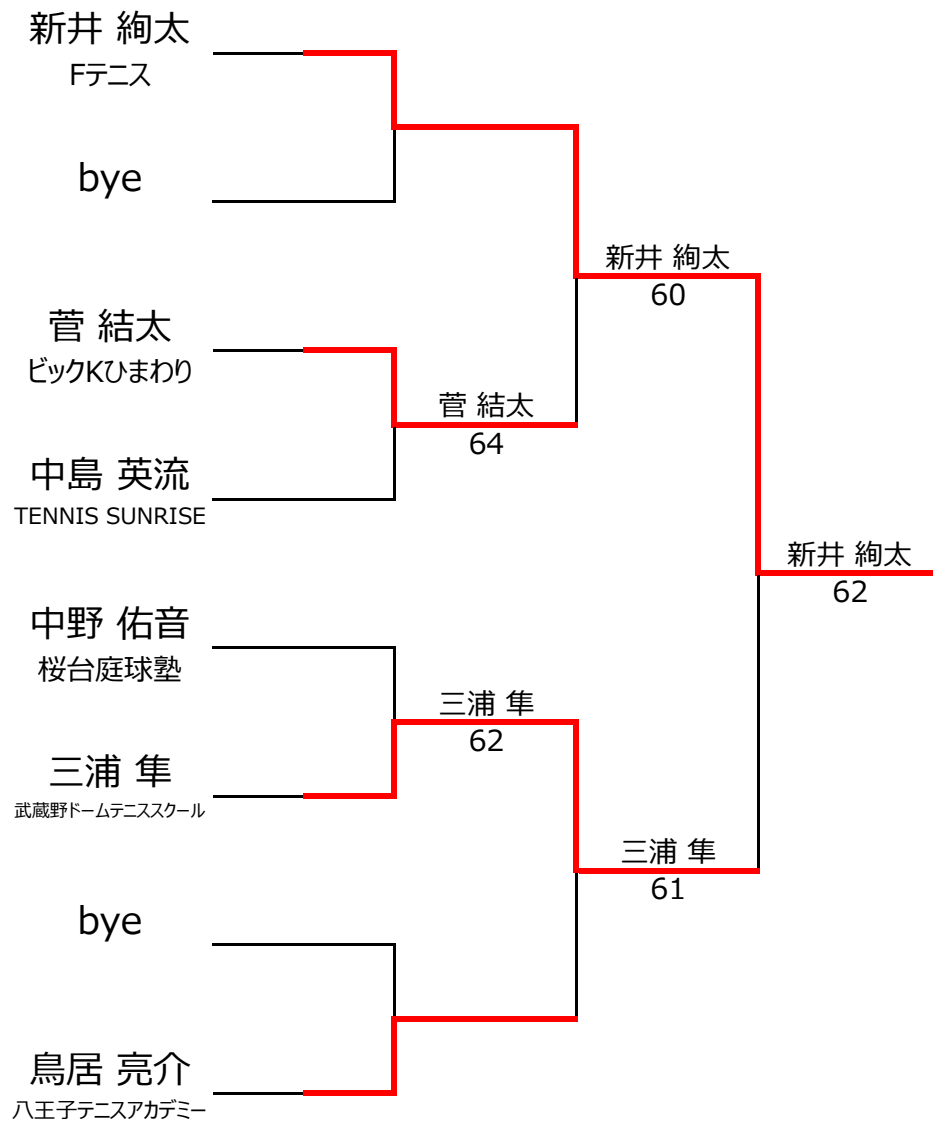 新井 絢太
Fテニス
bye
菅 結太
ビックKひまわり
中島 英流
TENNIS SUNRISE
中野 佑音
桜台庭球塾
三浦 隼
武蔵野ドームテニススクール
bye
鳥居 亮介
八王子テニスアカデミー
菅 結太
64
三浦 隼
62
新井 絢太
60
三浦 隼
61
新井 絢太
62